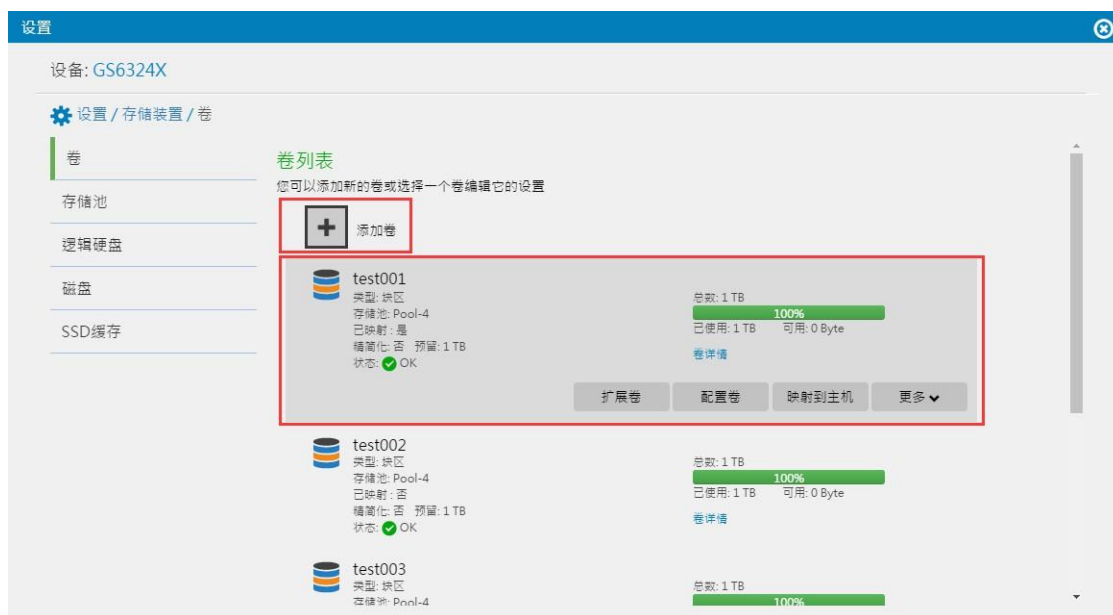 设置
设备: GS6324X
设置 / 存储装置 / 卷
卷
存储池
逻辑硬盘
磁盘
SSD缓存
卷列表
您可以添加新的卷或选择一个卷编辑它的设置
添加卷
test001
类型: 块区
存储池: Pool-4
已映射 : 是
精简化: 否 预留: 1 TB
状态: OK
总数: 1 TB
100%
已使用: 1 TB 可用: 0 Byte
卷详情
扩展卷 配置卷 映射到主机 更多
test002
类型: 块区
存储池: Pool-4
已映射 : 否
精简化: 否 预留: 1 TB
状态: OK
总数: 1 TB
100%
已使用: 1 TB 可用: 0 Byte
卷详情
test003
类型: 块区
存储池: Pool-4
总数: 1 TB
100%